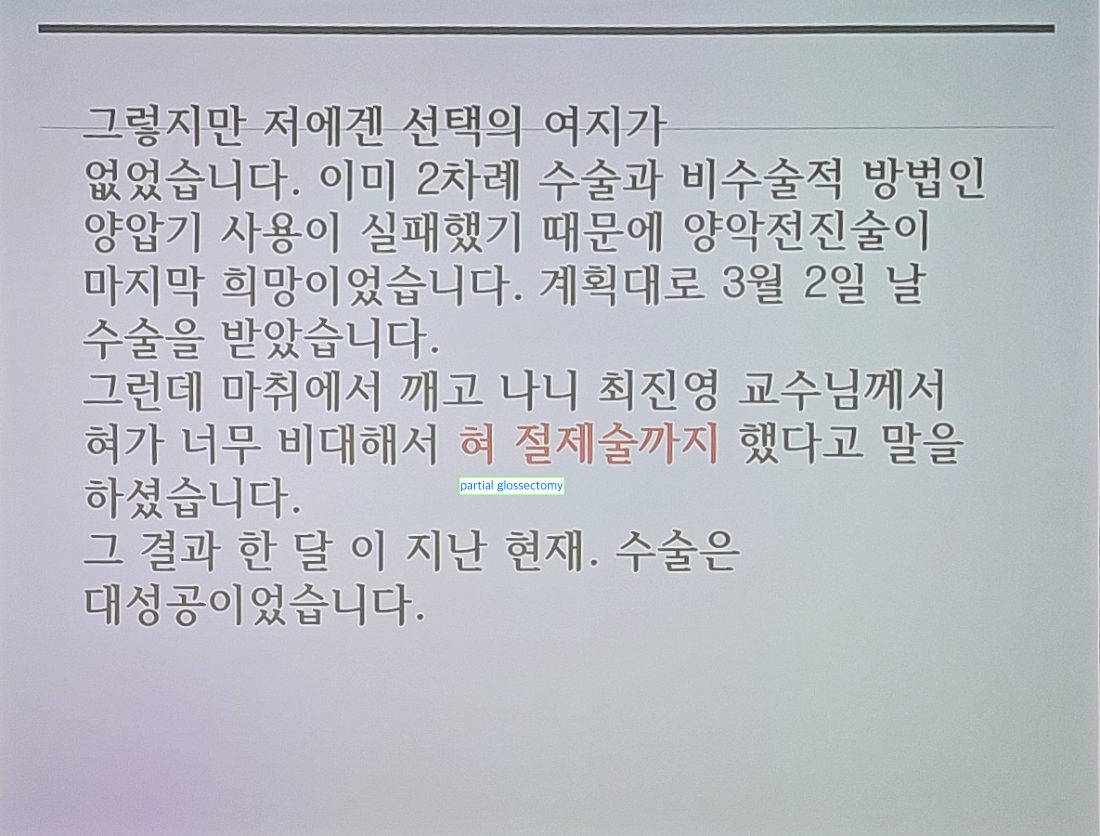 그렇지만 저에겐 선택의 여지가
없었습니다. 이미 2차례 수술과 비수술적 방법인
양압기 사용이 실패했기 때문에 양악전진술이
마지막 희망이었습니다. 계획대로 3월 2일 날
수술을 받았습니다.
그런데 마취에서 깨고 나니 최진영 교수님께서
혀가 너무 비대해서 혀 절제술까지 했다고 말을
partial glossectomy
하셨습니다.
그 결과 한 달 이 지난 현재. 수술은
대성공이었습니다.